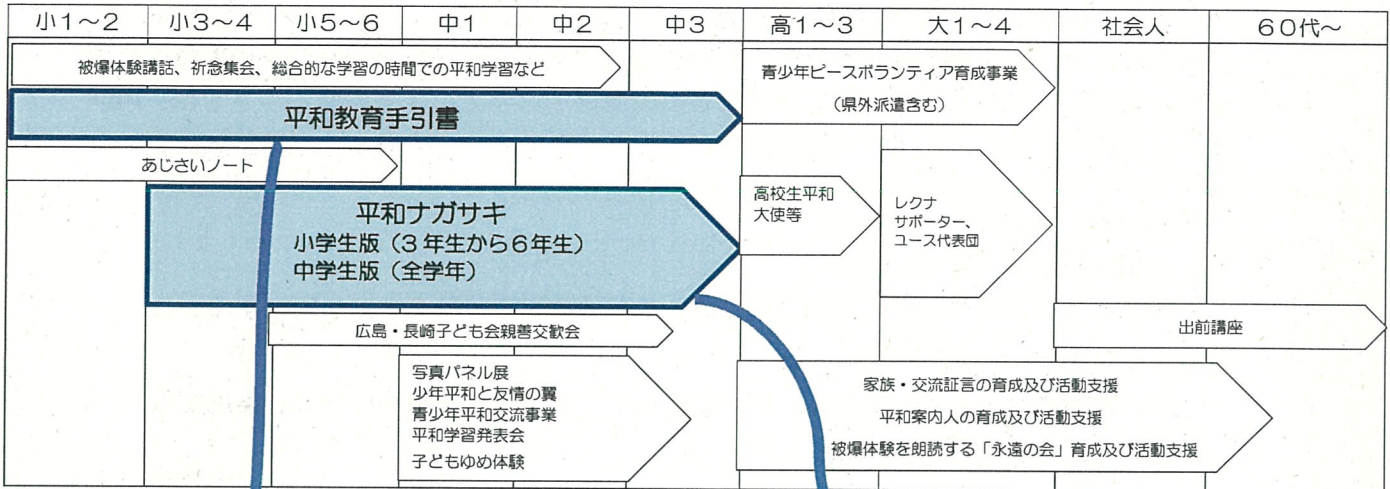 小1～2 小3～4 小5～6 中1 中2 中3 高1～3 大1～4 社会人 60代～
被爆体験講話、祈念集会、総合的な学習の時間での平和学習など
青少年ピースボランティア育成事業
（県外派遣含む）
平和教育手引書
あじさいノート
平和ナガサキ
小学生版（3年生から6年生）
中学生版（全学年）
高校生平和
大使等
レクナ
サポーター、
ユース代表団
広島・長崎子ども会親善交歓会
出前講座
写真パネル展
少年平和と友情の翼
青少年平和交流事業
平和学習発表会
子どもゆめ体験
家族・交流証言の育成及び活動支援
平和案内人の育成及び活動支援
被爆体験を朗読する「永遠の会」育成及び活動支援